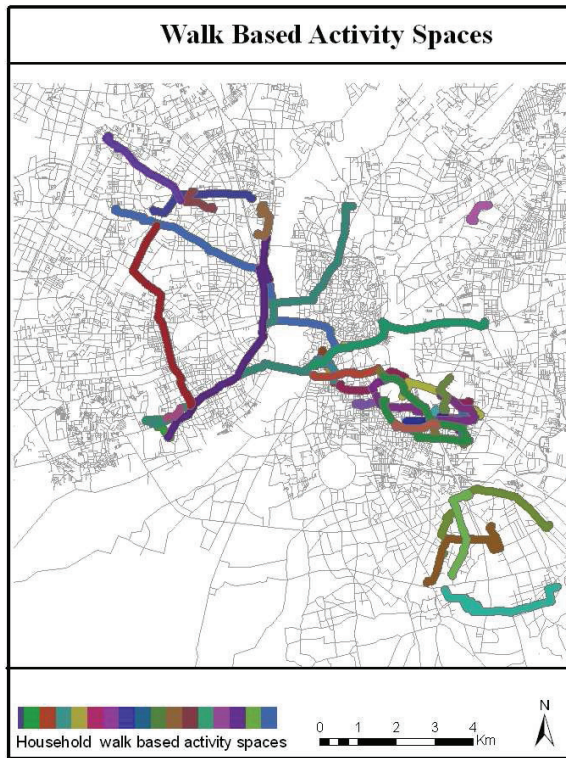 Walk Based Activity Spaces
N
Household walk based activity spaces
0 1 2 3 4
Km